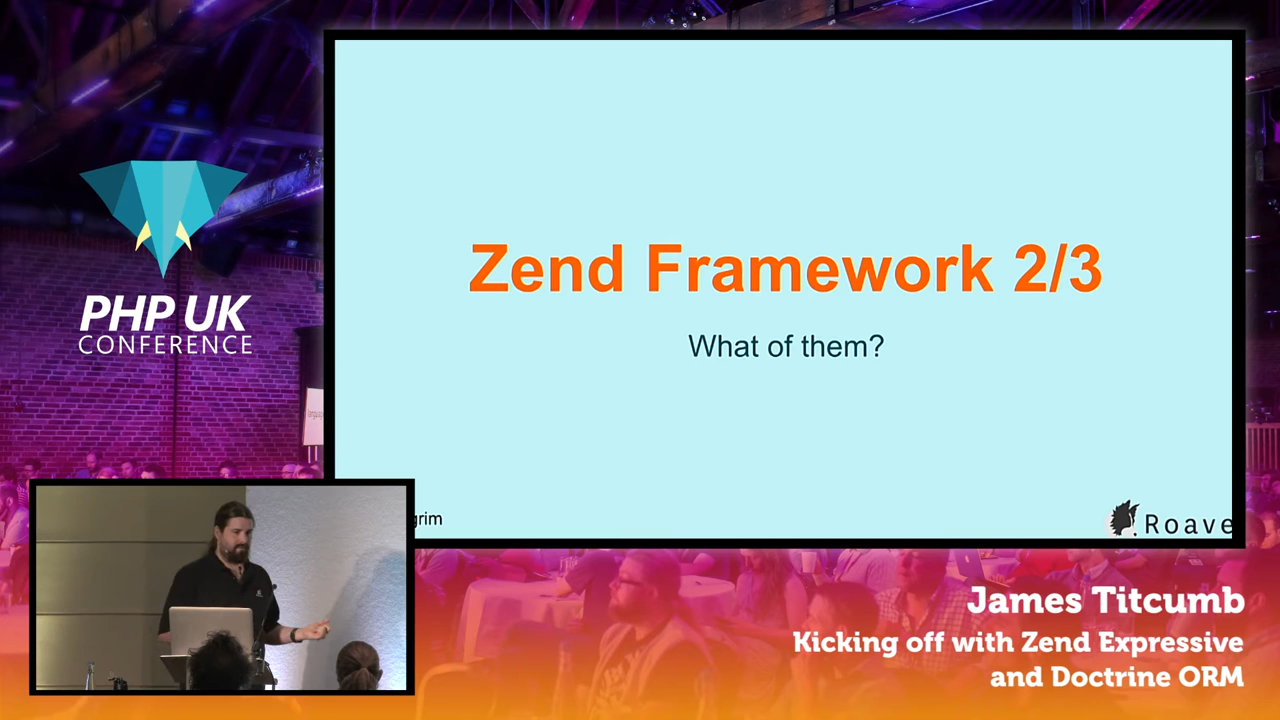 PHP UK
CONFERENCE
Zend Framework 2/3
What of them?
grim
Roave
James Titcumb
Kicking off with Zend Expressive
and Doctrine ORM